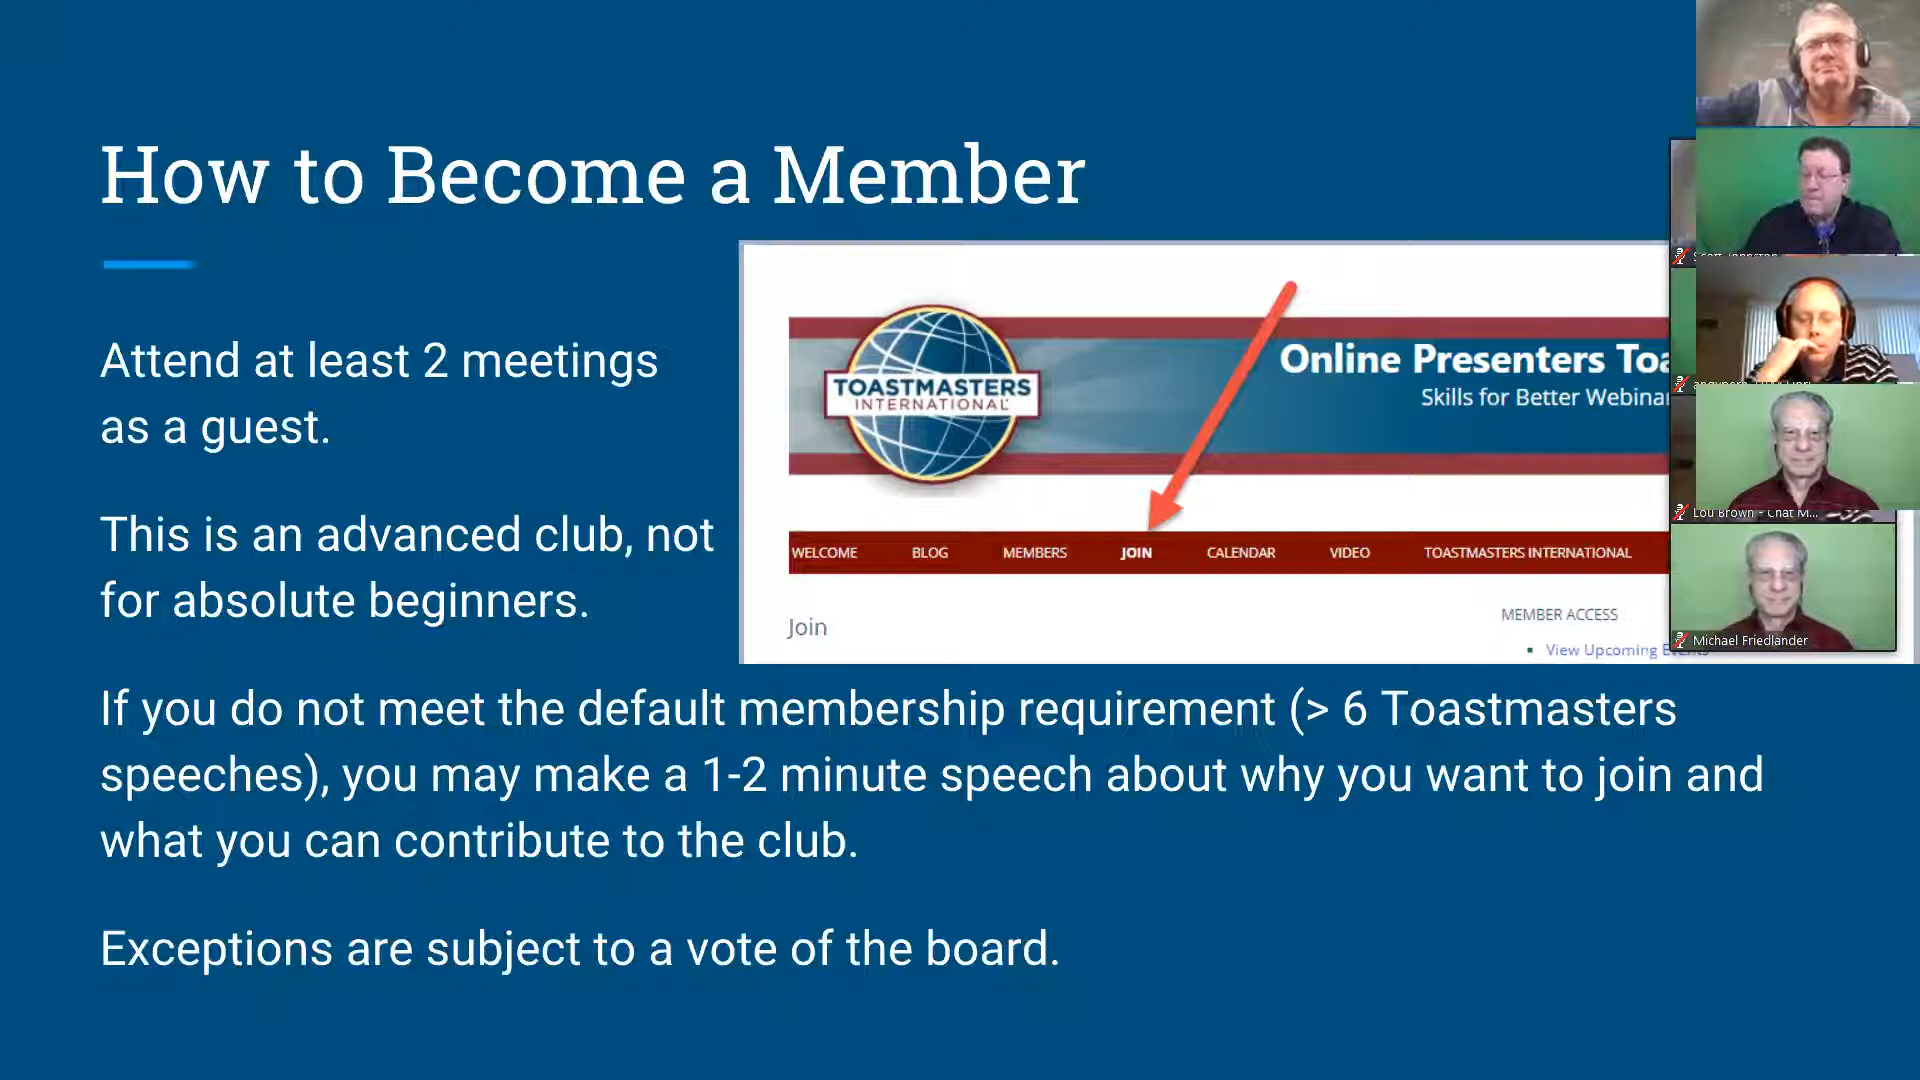 How to Become a Member
Attend at least 2 meetings
as a guest.
This is an advanced club, not
for absolute beginners.
TOASTMASTERS
INTERNATIONAL
Online Presenters Toa
Skills for Better Webinar
WELCOME BLOG MEMBERS JOIN CALENDAR VIDEO TOASTMASTERS INTERNATIONAL
Join
MEMBER ACCESS
View Upcoming Events
Lou Brown - Chat M...
Michael Friedlander
If you do not meet the default membership requirement (> 6 Toastmasters
speeches), you may make a 1-2 minute speech about why you want to join and
what you can contribute to the club.
Exceptions are subject to a vote of the board.